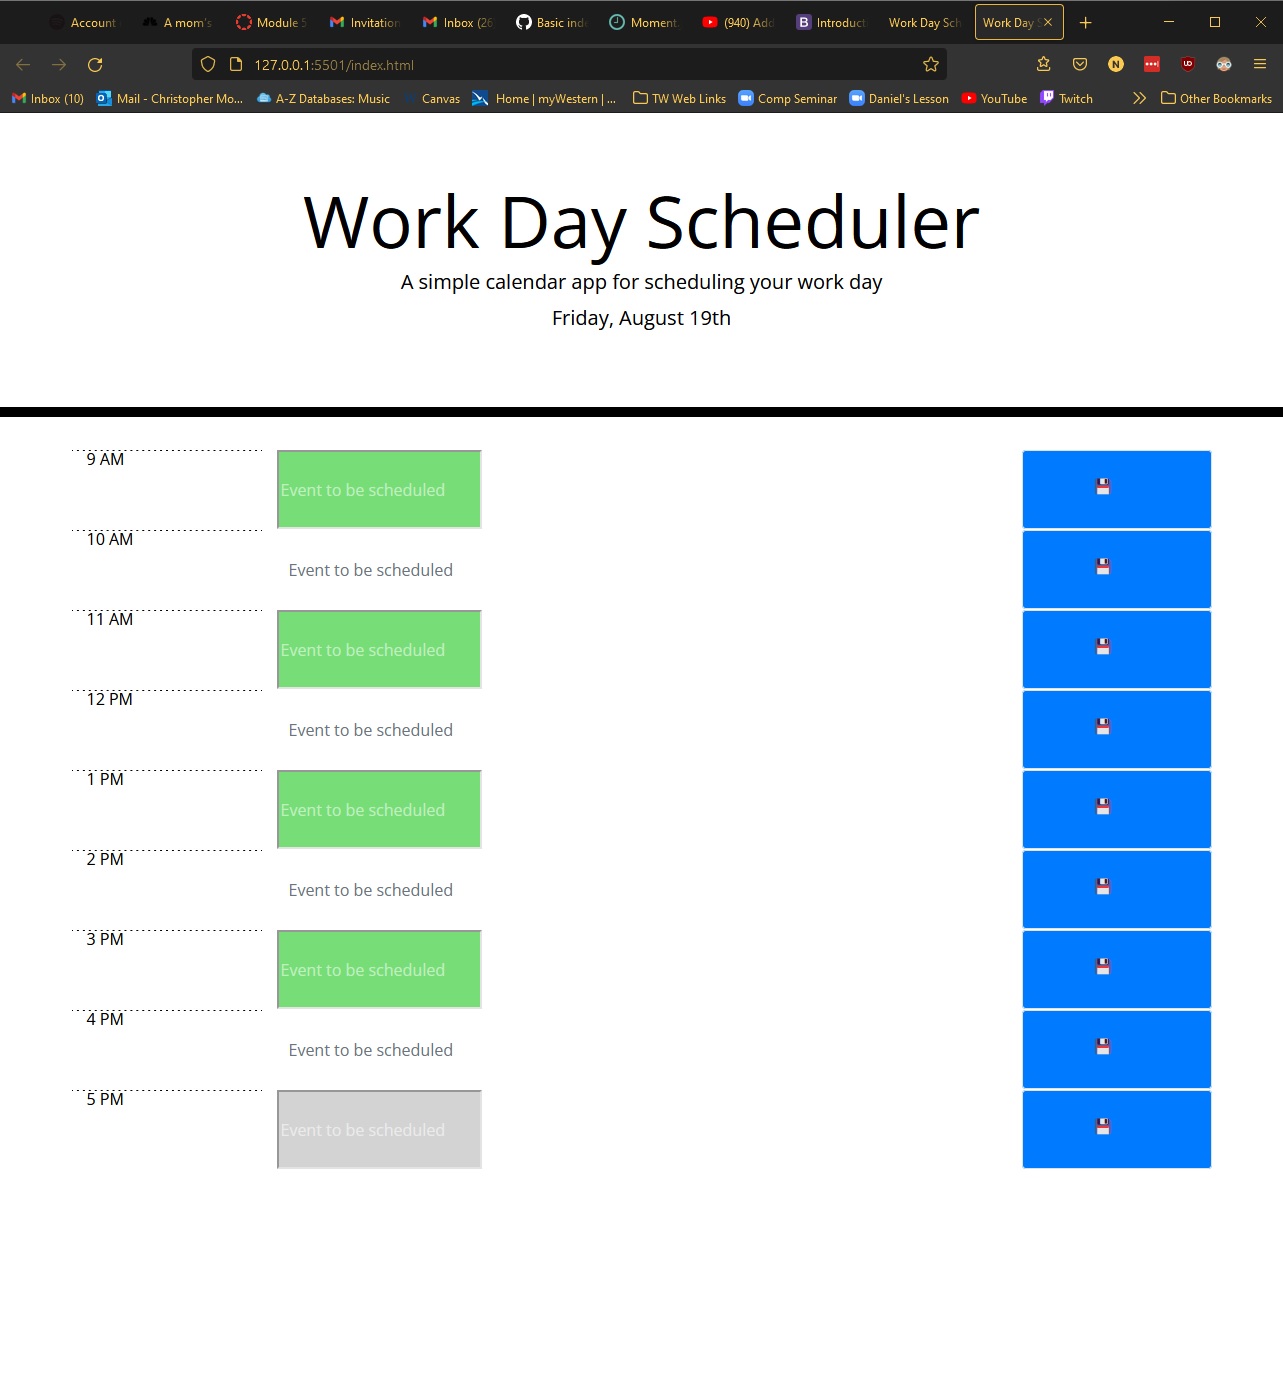 Account
A mom's
Module 5
Invitation
Inbox (26
Basic ind
Moment.
(940) Add
Introduct
Work Day Sch
Work Day S
127.0.0.1:5501/index.html
Inbox (10)
Mail - Christopher Mo...
A-Z Databases: Music
Canvas
Home | myWestern | ...
TW Web Links
Comp Seminar
Daniel's Lesson
YouTube
Twitch
Other Bookmarks
Work Day Scheduler
A simple calendar app for scheduling your work day
Friday, August 19th
9 AM
Event to be scheduled
10 AM
Event to be scheduled
11 AM
Event to be scheduled
12 PM
Event to be scheduled
1 PM
Event to be scheduled
2 PM
Event to be scheduled
3 PM
Event to be scheduled
4 PM
Event to be scheduled
5 PM
Event to be scheduled